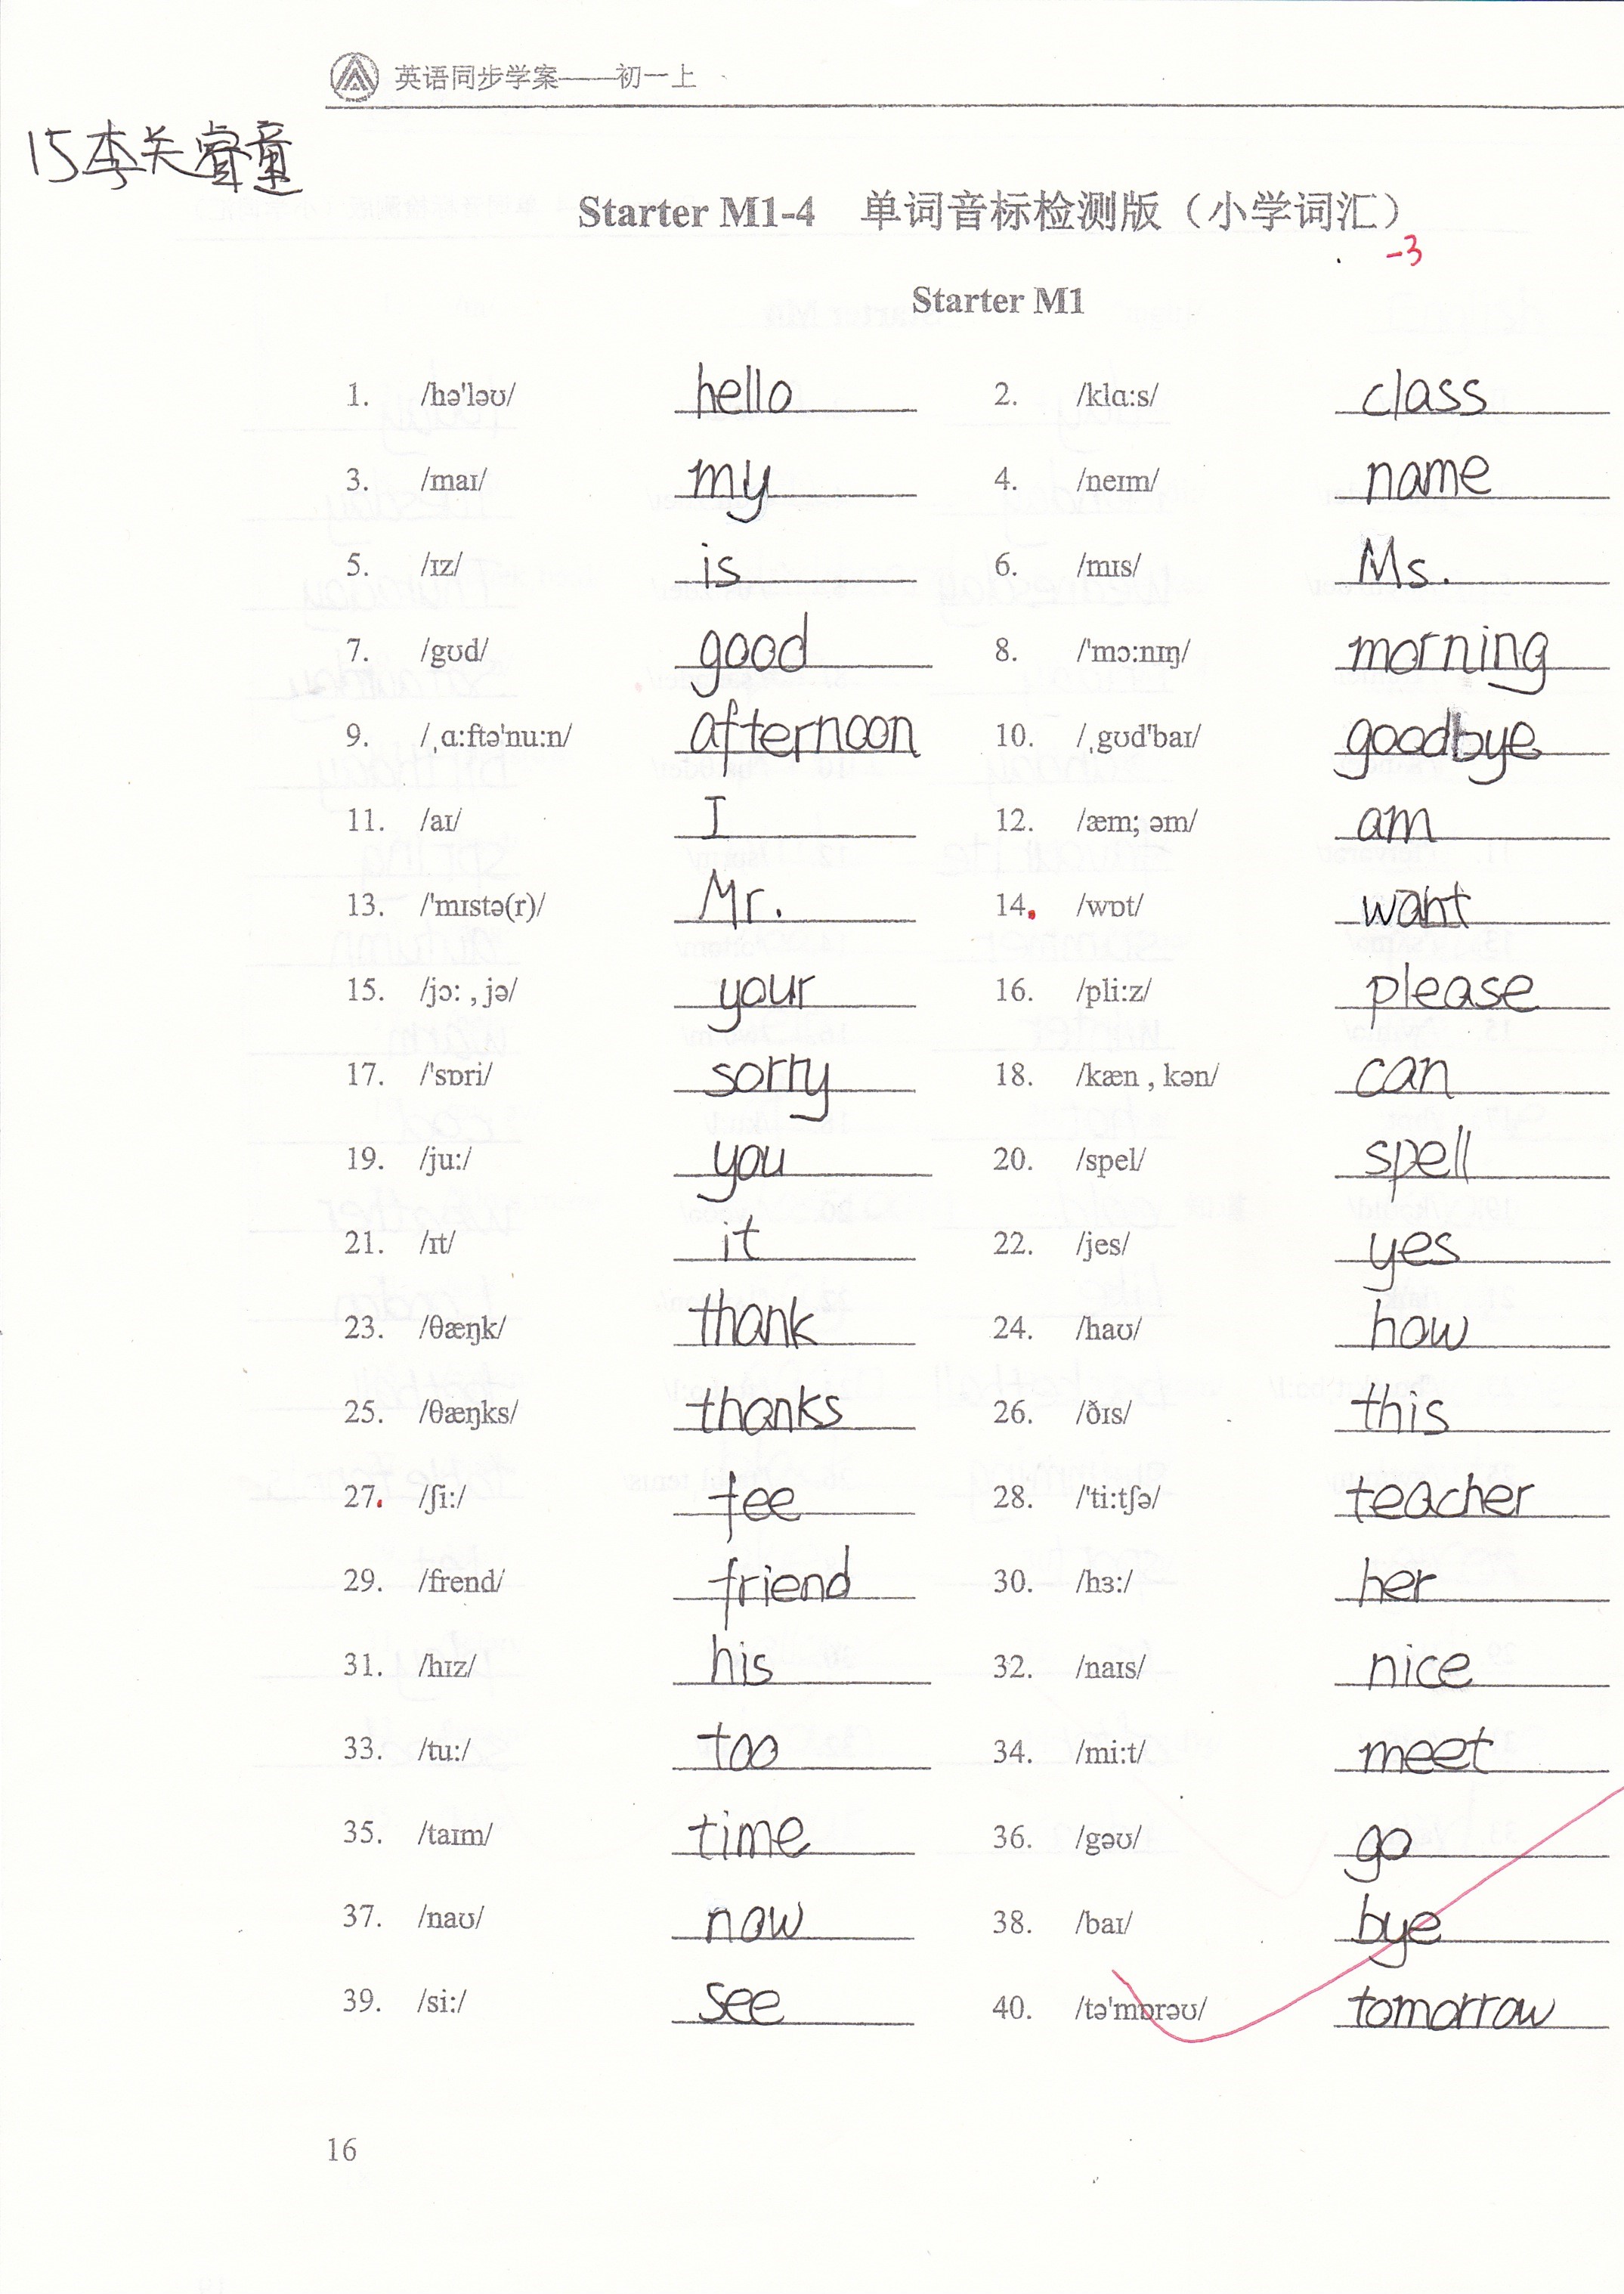 英语同步学案——初一上
15李关睿童
Starter M1-4 单词音标检测版（小学词汇）
-3
Starter M1
1. /hə'ləʊ/ hello 2. /klɑ:s/ class
3. /maɪ/ my 4. /neɪm/ name
5. /ɪz/ is 6. /mɪs/ Ms.
7. /gʊd/ good 8. /'mɔ:nɪŋ/ morning
9. /ˌɑ:ftə'nu:n/ afternoon 10. /ˌgʊd'baɪ/ goodbye
11. /aɪ/ I 12. /æm; əm/ am
13. /'mɪstə(r)/ Mr. 14. /wɒt/ want
15. /jɔ: , jə/ your 16. /pli:z/ please
17. /'sɒri/ sorry 18. /kæn , kən/ can
19. /ju:/ you 20. /spel/ spell
21. /ɪt/ it 22. /jes/ yes
23. /θæŋk/ thank 24. /haʊ/ how
25. /θæŋks/ thanks 26. /ðɪs/ this
27. /ʃi:/ fee 28. /'ti:tʃə/ teacher
29. /frend/ friend 30. /hɜ:/ her
31. /hɪz/ his 32. /naɪs/ nice
33. /tu:/ too 34. /mi:t/ meet
35. /taɪm/ time 36. /gəʊ/ go
37. /naʊ/ now 38. /baɪ/ bye
39. /si:/ see 40. /tə'mɒrəʊ/ tomorrow
16